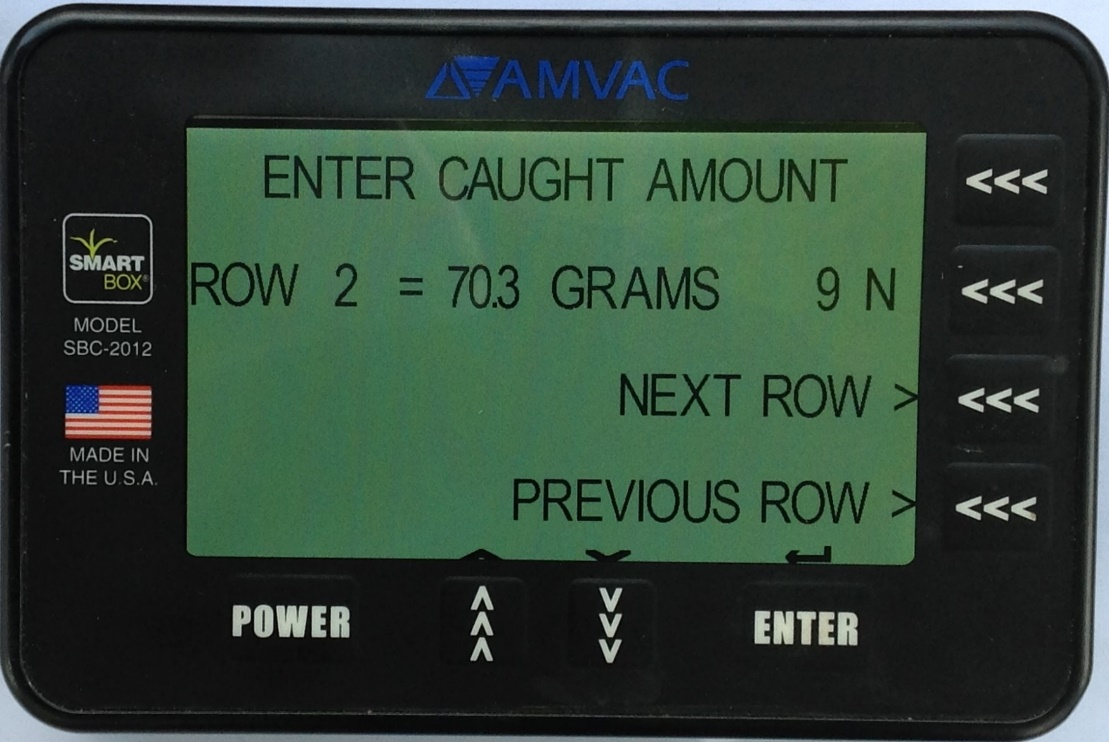 AMVAC
ENTER CAUGHT AMOUNT
<<<
SMART
BOX®
MODEL
SBC-2012
ROW 2 = 70.3 GRAMS 9 N
<<<
NEXT ROW >
<<<
MADE IN
THE U.S.A.
PREVIOUS ROW >
<<<
POWER
ENTER